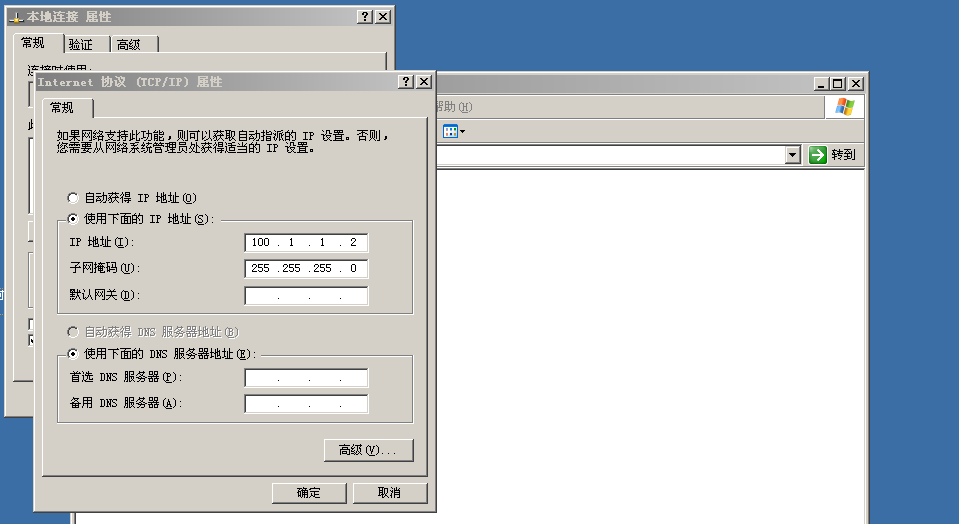 本地连接 属性
常规 验证 高级
连接时使用:
Internet 协议 (TCP/IP) 属性
常规
如果网络支持此功能,则可以获取自动指派的 IP 设置。否则,
您需要从网络系统管理员处获得适当的 IP 设置。
自动获得 IP 地址(O)
使用下面的 IP 地址(S):
IP 地址(I): 100 . 1 . 1 . 2
子网掩码(U): 255 .255 .255 . 0
默认网关(D): . . .
自动获得 DNS 服务器地址(B)
使用下面的 DNS 服务器地址(E):
首选 DNS 服务器(P): . . .
备用 DNS 服务器(A): . . .
高级(V)...
确定 取消
帮助(H)
转到